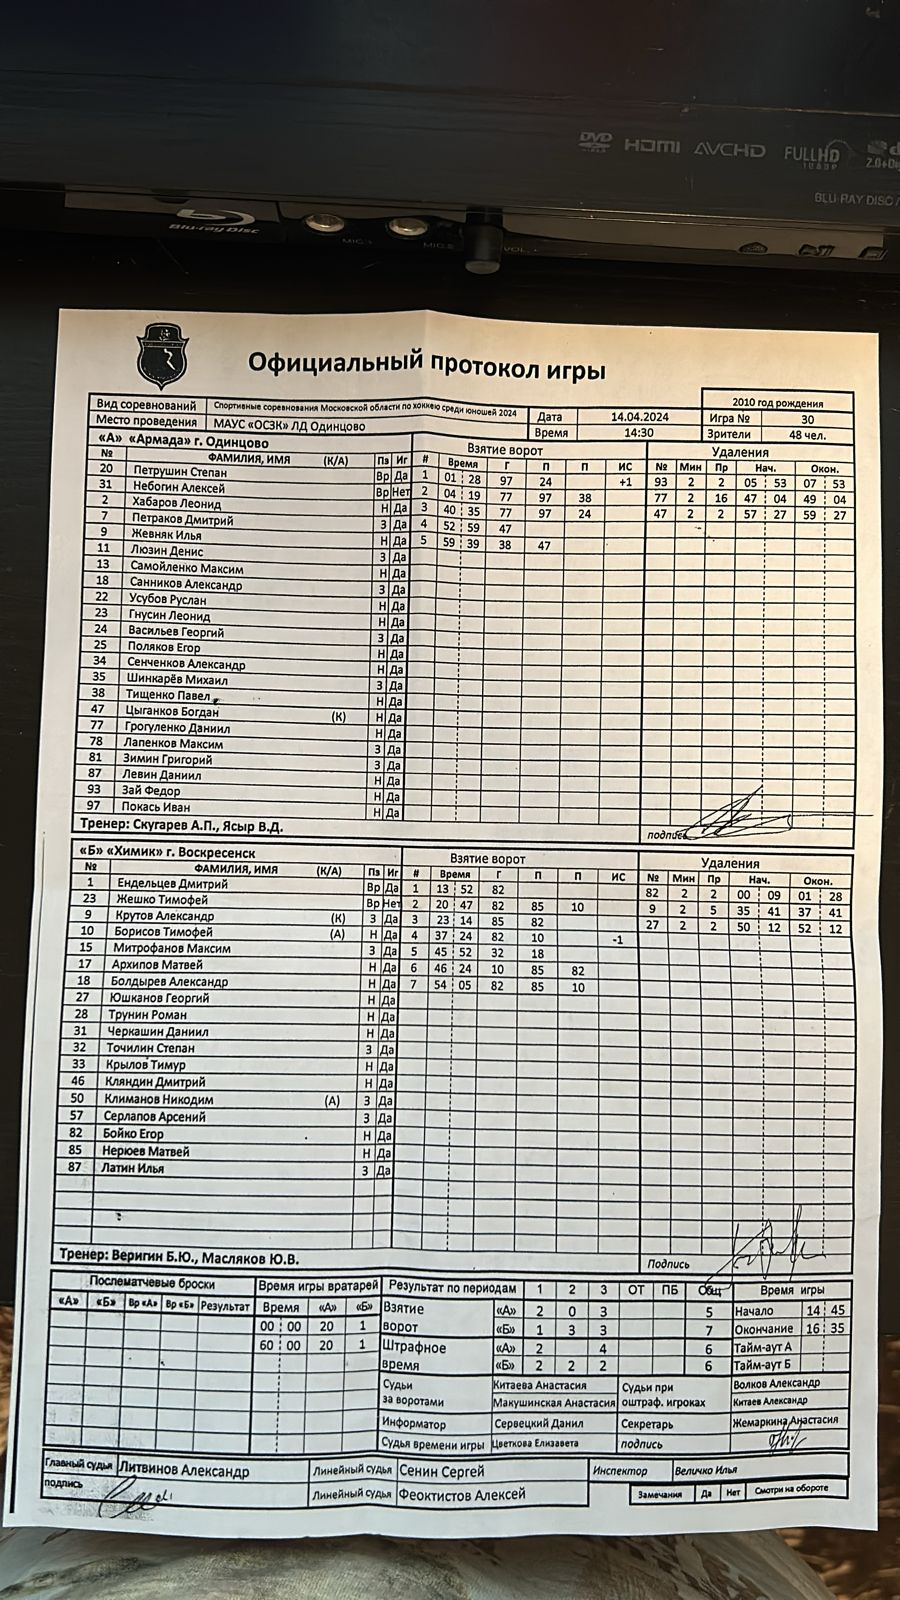 DVD HDMI AVCHD FULLHD 1080P
BLU-RAY DISC /
Blu-ray Disc MIC 1 MIC 2 VOL
Официальный протокол игры
2010 год рождения
Вид соревнований Спортивные соревнования Московской области по хоккею среди юношей 2024 Дата 14.04.2024 Игра № 30
Место проведения МАУС «ОСЗК» ЛД Одинцово Время 14:30 Зрители 48 чел.
«А» «Армада» г. Одинцово Взятие ворот Удаления
№ ФАМИЛИЯ, ИМЯ (К/А) Пз Иг # Время Г П П ИС № Мин Пр Нач. Окон.
20 Петрушин Степан Вр Да 1 01 28 97 24 +1 93 2 2 05 53 07 53
31 Небогин Алексей Вр Нет 2 04 19 77 97 38 77 2 16 47 04 49 04
2 Хабаров Леонид Н Да 3 40 35 77 97 24 47 2 2 57 27 59 27
7 Петраков Дмитрий З Да 4 52 59 47
9 Жевняк Илья Н Да 5 59 39 38 47
11 Люзин Денис З Да
13 Самойленко Максим Н Да
18 Санников Александр З Да
22 Усубов Руслан Н Да
23 Гнусин Леонид Н Да
24 Васильев Георгий З Да
25 Поляков Егор Н Да
34 Сенченков Александр Н Да
35 Шинкарёв Михаил З Да
38 Тищенко Павел Н Да
47 Цыганков Богдан (К) Н Да
77 Грогуленко Даниил Н Да
78 Лапенков Максим З Да
81 Зимин Григорий З Да
87 Левин Даниил Н Да
93 Зай Федор Н Да
97 Покась Иван Н Да
Тренер: Скугарев А.П., Ясыр В.Д. подпись
«Б» «Химик» г. Воскресенск Взятие ворот Удаления
№ ФАМИЛИЯ, ИМЯ (К/А) Пз Иг # Время Г П П ИС № Мин Пр Нач. Окон.
1 Ендельцев Дмитрий Вр Да 1 13 52 82 82 2 2 00 09 01 28
23 Жешко Тимофей Вр Нет 2 20 47 82 85 10 9 2 5 35 41 37 41
9 Крутов Александр (К) З Да 3 23 14 85 82 27 2 2 50 12 52 12
10 Борисов Тимофей (А) Н Да 4 37 24 82 10 -1
15 Митрофанов Максим З Да 5 45 52 32 18
17 Архипов Матвей Н Да 6 46 24 10 85 82
18 Болдырев Александр Н Да 7 54 05 82 85 10
27 Юшканов Георгий Н Да
28 Трунин Роман Н Да
31 Черкашин Даниил Н Да
32 Точилин Степан З Да
33 Крылов Тимур Н Да
46 Кляндин Дмитрий Н Да
50 Климанов Никодим (А) З Да
57 Серлапов Арсений З Да
82 Бойко Егор Н Да
85 Нерюев Матвей Н Да
87 Латин Илья З Да
Тренер: Веригин Б.Ю., Масляков Ю.В. Подпись
Послематчевые броски Время игры вратарей Результат по периодам 1 2 3 ОТ ПБ Общ Время игры
«А» «Б» Вр «А» Вр «Б» Результат Время «А» «Б» Взятие ворот «А» 2 0 3 5 Начало 14 45
00 00 20 1 «Б» 1 3 3 7 Окончание 16 35
60 00 20 1 Штрафное время «А» 2 4 6 Тайм-аут А
«Б» 2 2 2 6 Тайм-аут Б
Судьи за воротами Китаева Анастасия Судьи при оштраф. игроках Волков Александр
Макушинская Анастасия Китаев Александр
Информатор Сервецкий Данил Секретарь Жемаркина Анастасия
Судья времени игры Цветкова Елизавета подпись
Главный судья Литвинов Александр Линейный судья Сенин Сергей Инспектор Величко Илья
подпись Линейный судья Феоктистов Алексей Замечания Да Нет Смотри на обороте